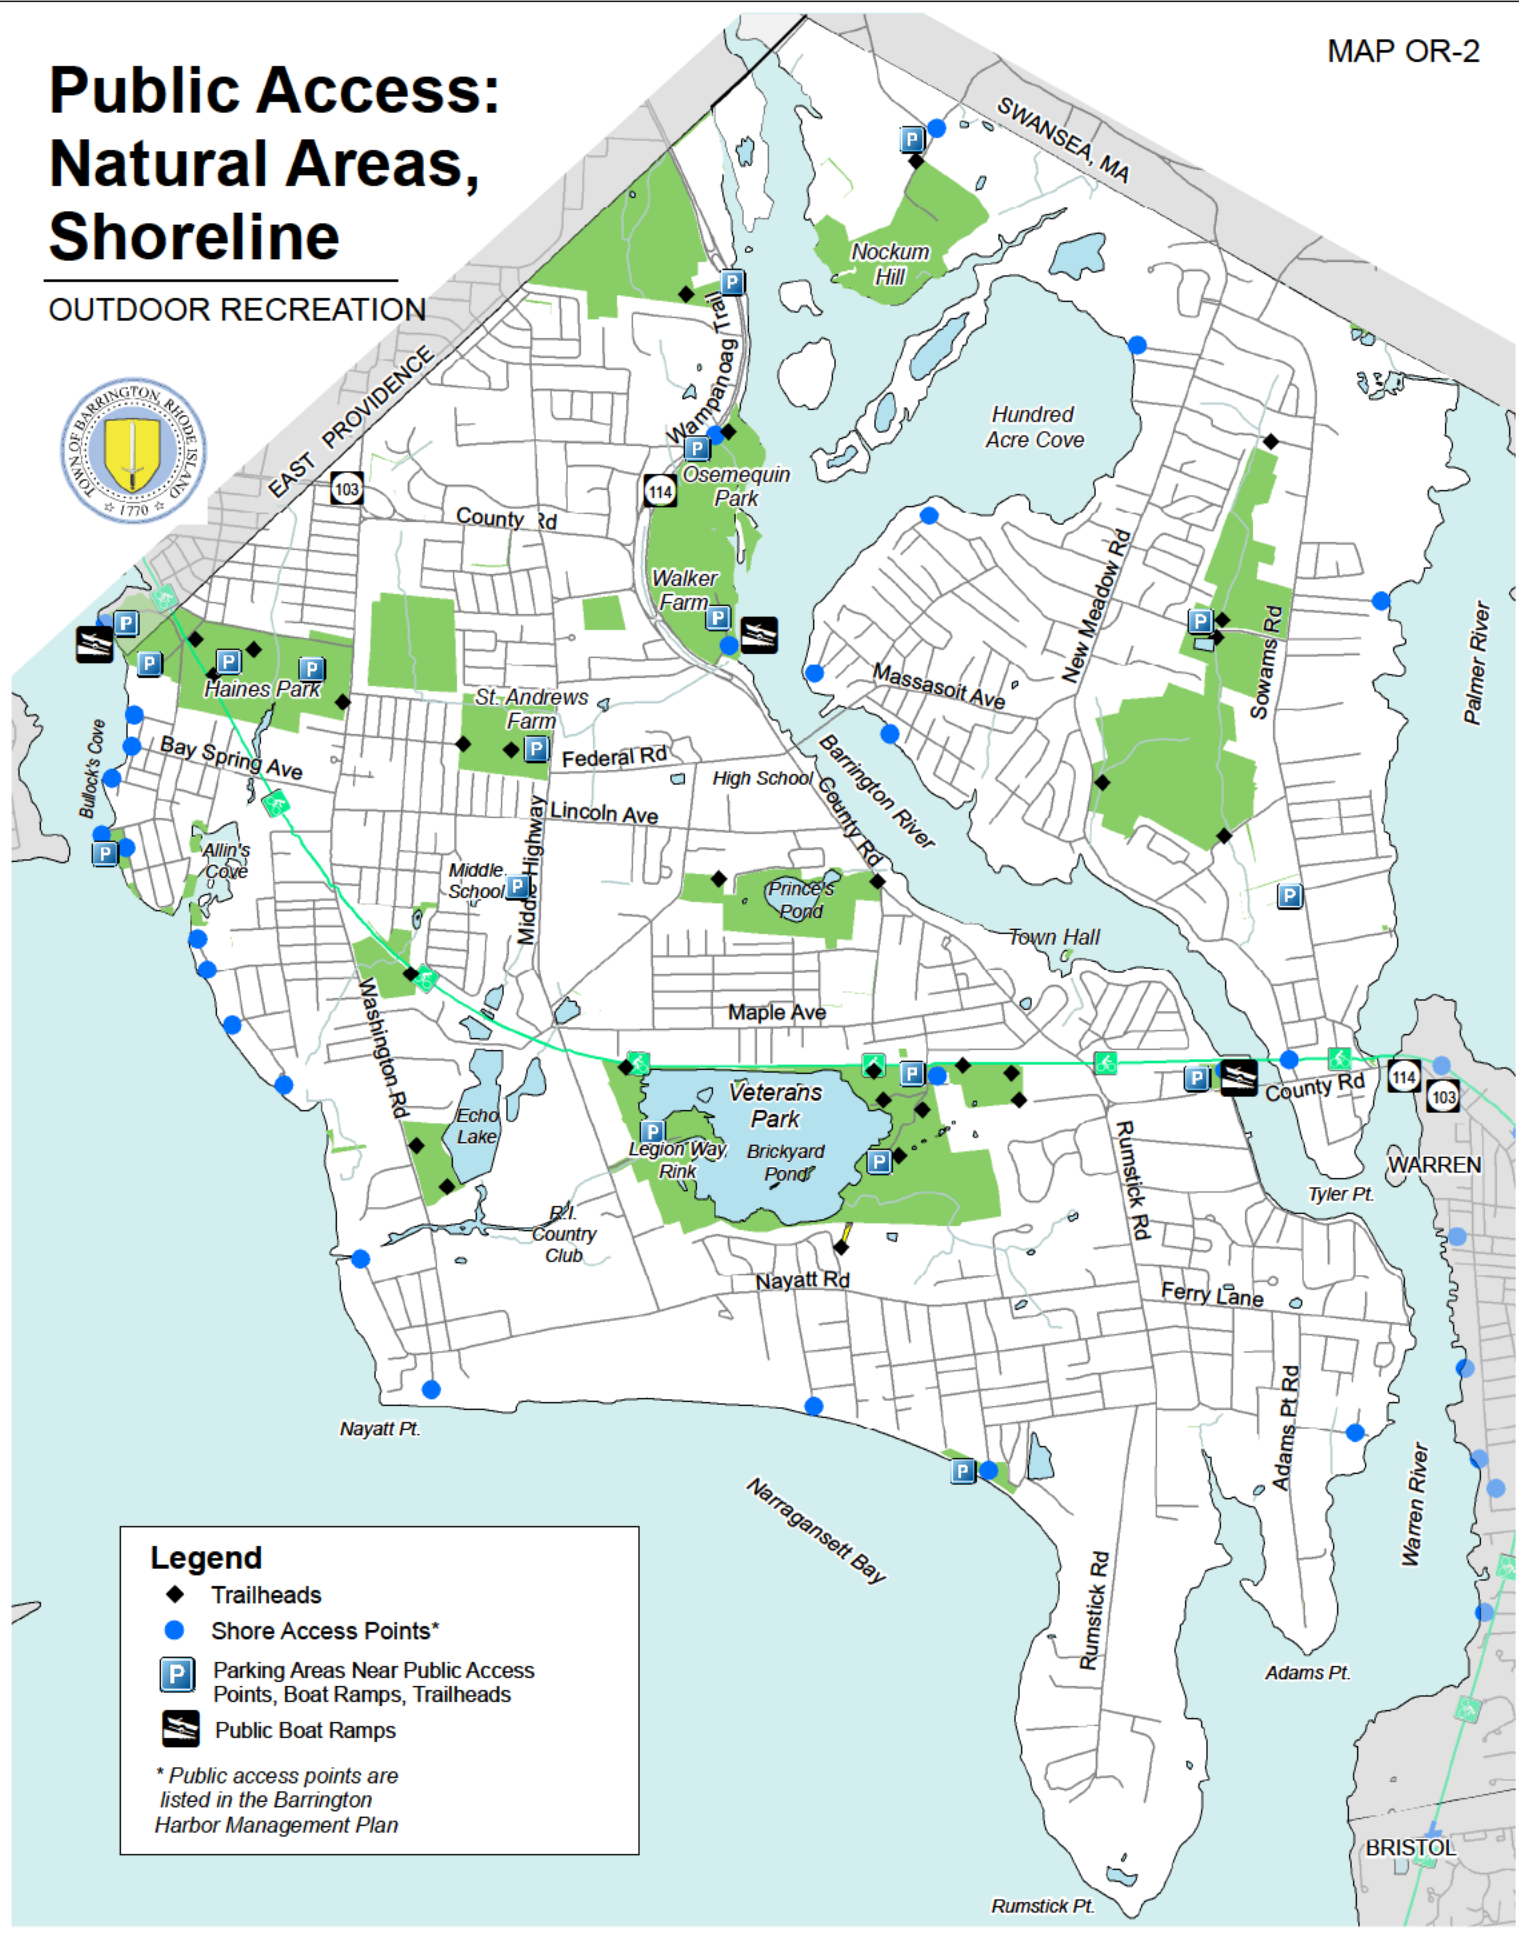 MAP OR-2
Public Access:
Natural Areas,
Shoreline
OUTDOOR RECREATION
TOWN OF BARRINGTON, RHODE ISLAND
1770
SWANSEA, MA
EAST PROVIDENCE
Nockum
Hill
Wampanoag Trail
Hundred
Acre Cove
103
114
County Rd
Osemequin
Park
Walker
Farm
New Meadow Rd
Sowams Rd
Palmer River
Massasoit Ave
Haines Park
St. Andrews
Farm
Bay Spring Ave
Bullock's Cove
Federal Rd
High School
Barrington River
County Rd
Lincoln Ave
Middle Highway
Allin's
Cove
Middle
School
Prince's
Pond
Town Hall
Washington Rd
Maple Ave
Echo
Lake
Veterans
Park
Legion Way
Rink
Brickyard
Pond
County Rd
114
103
WARREN
Tyler Pt.
Rumstick Rd
R.I.
Country
Club
Nayatt Rd
Ferry Lane
Adams Pt Rd
Nayatt Pt.
Narragansett Bay
Warren River
Rumstick Rd
Adams Pt.
BRISTOL
Rumstick Pt.
Legend
Trailheads
Shore Access Points*
P
Parking Areas Near Public Access
Points, Boat Ramps, Trailheads
Public Boat Ramps
* Public access points are
listed in the Barrington
Harbor Management Plan